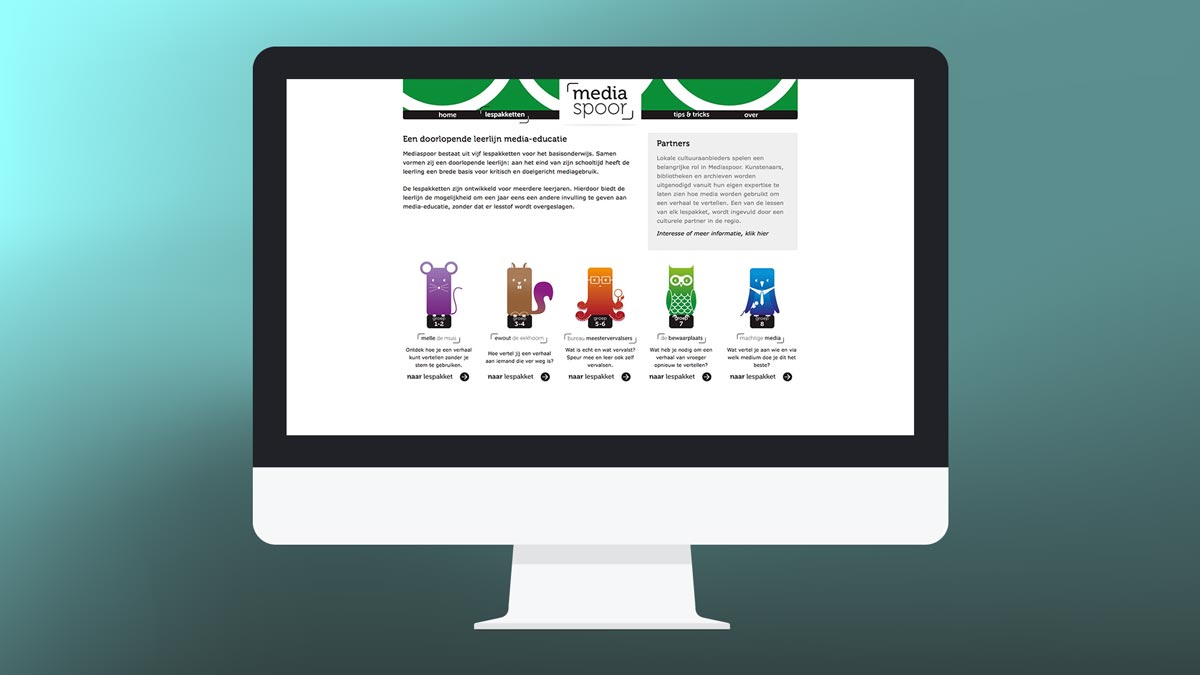 media
spoor
home
lespakketten
tips & tricks
over
Een doorlopende leerlijn media-educatie
Mediaspoor bestaat uit vijf lespakketten voor het basisonderwijs. Samen
vormen zij een doorlopende leerlijn: aan het eind van zijn schooltijd heeft de
leerling een brede basis voor kritisch en doelgericht mediagebruik.
De lespakketten zijn ontwikkeld voor meerdere leerjaren. Hierdoor biedt de
leerlijn de mogelijkheid om een jaar eens een andere invulling te geven aan
media-educatie, zonder dat er lesstof wordt overgeslagen.
Partners
Lokale cultuuraanbieders spelen een
belangrijke rol in Mediaspoor. Kunstenaars,
bibliotheken en archieven worden
uitgenodigd vanuit hun eigen expertise te
laten zien hoe media worden gebruikt om
een verhaal te vertellen. Een van de lessen
van elk lespakket, wordt ingevuld door een
culturele partner in de regio.
Interesse of meer informatie, klik hier
groep
1-2
melle de muis
Ontdek hoe je een verhaal
kunt vertellen zonder je
stem te gebruiken.
naar lespakket
groep
3-4
ewout de eekhoorn
Hoe vertel jij een verhaal
aan iemand die ver weg is?
naar lespakket
groep
5-6
bureau meestervervalsers
Wat is echt en wat vervalst?
Speur mee en leer ook zelf
vervalsen.
naar lespakket
groep
7
de bewaarplaats
Wat heb je nodig om een
verhaal van vroeger
opnieuw te vertellen?
naar lespakket
groep
8
machtige media
Wat vertel je aan wie en via
welk medium doe je dit het
beste?
naar lespakket